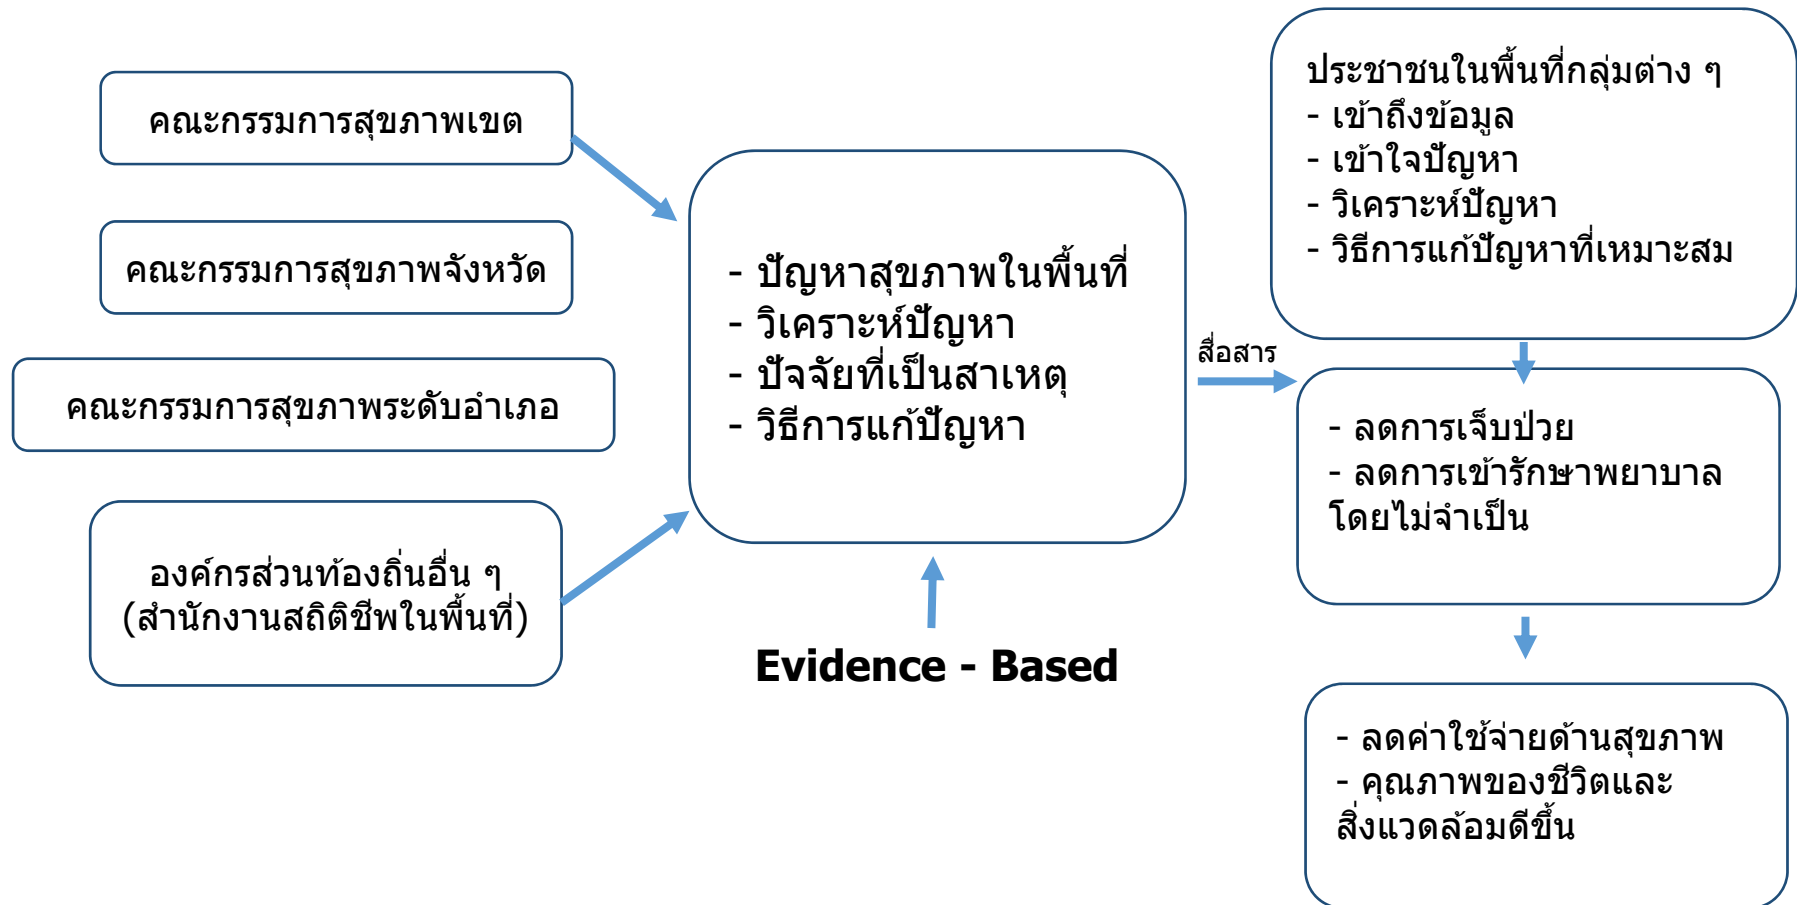 คณะกรรมการสุขภาพเขต
คณะกรรมการสุขภาพจังหวัด
คณะกรรมการสุขภาพระดับอำเภอ
องค์กรส่วนท้องถิ่นอื่น ๆ
(สำนักงานสถิติชีพในพื้นที่)
- ปัญหาสุขภาพในพื้นที่
- วิเคราะห์ปัญหา
- ปัจจัยที่เป็นสาเหตุ
- วิธีการแก้ปัญหา
Evidence - Based
สื่อสาร
ประชาชนในพื้นที่กลุ่มต่าง ๆ
- เข้าถึงข้อมูล
- เข้าใจปัญหา
- วิเคราะห์ปัญหา
- วิธีการแก้ปัญหาที่เหมาะสม
- ลดการเจ็บป่วย
- ลดการเข้ารักษาพยาบาล
โดยไม่จำเป็น
- ลดค่าใช้จ่ายด้านสุขภาพ
- คุณภาพของชีวิตและ
สิ่งแวดล้อมดีขึ้น